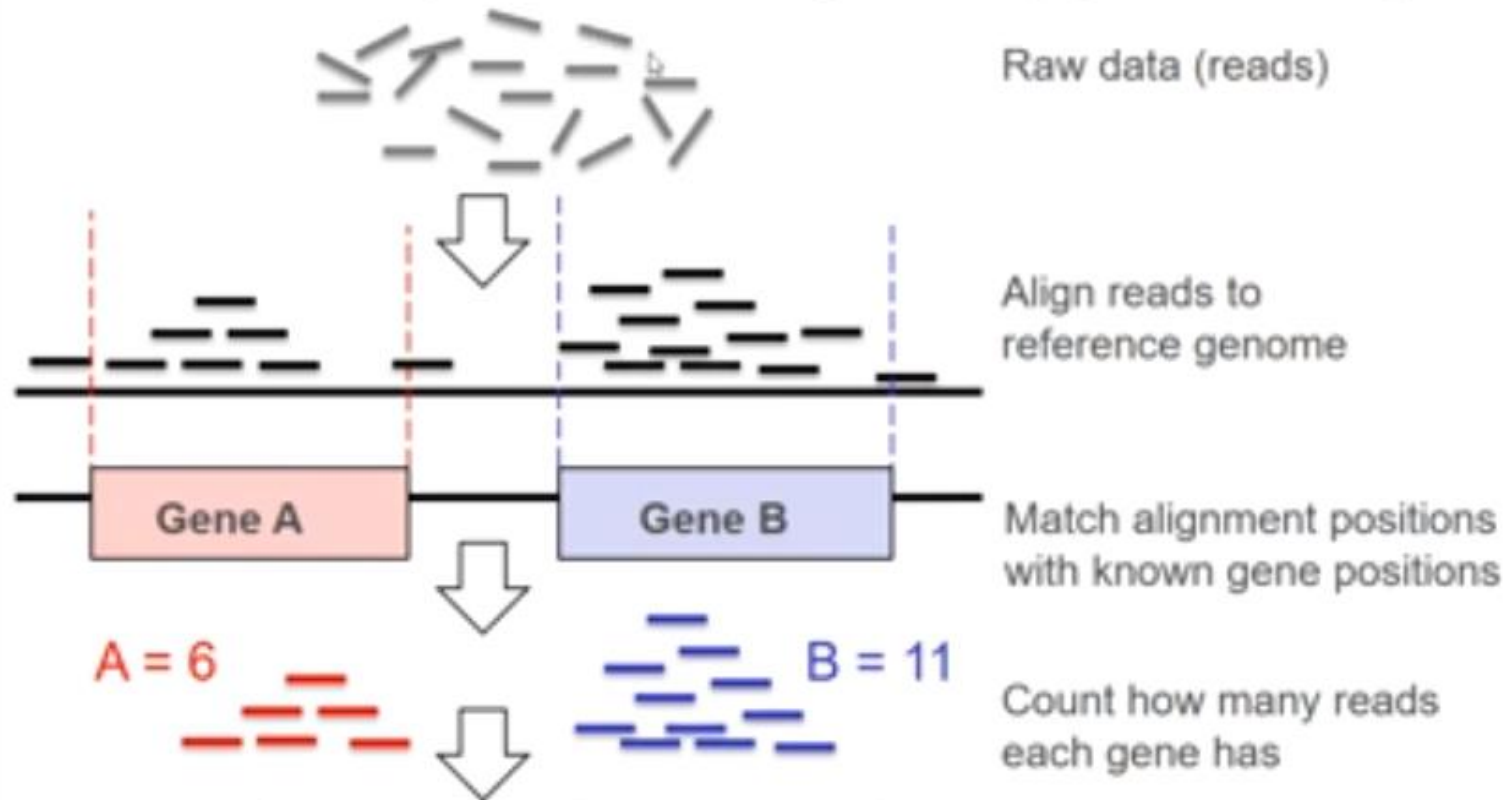 Raw data (reads)
Align reads to
reference genome
Gene A
Gene B
Match alignment positions
with known gene positions
A = 6
B = 11
Count how many reads
each gene has